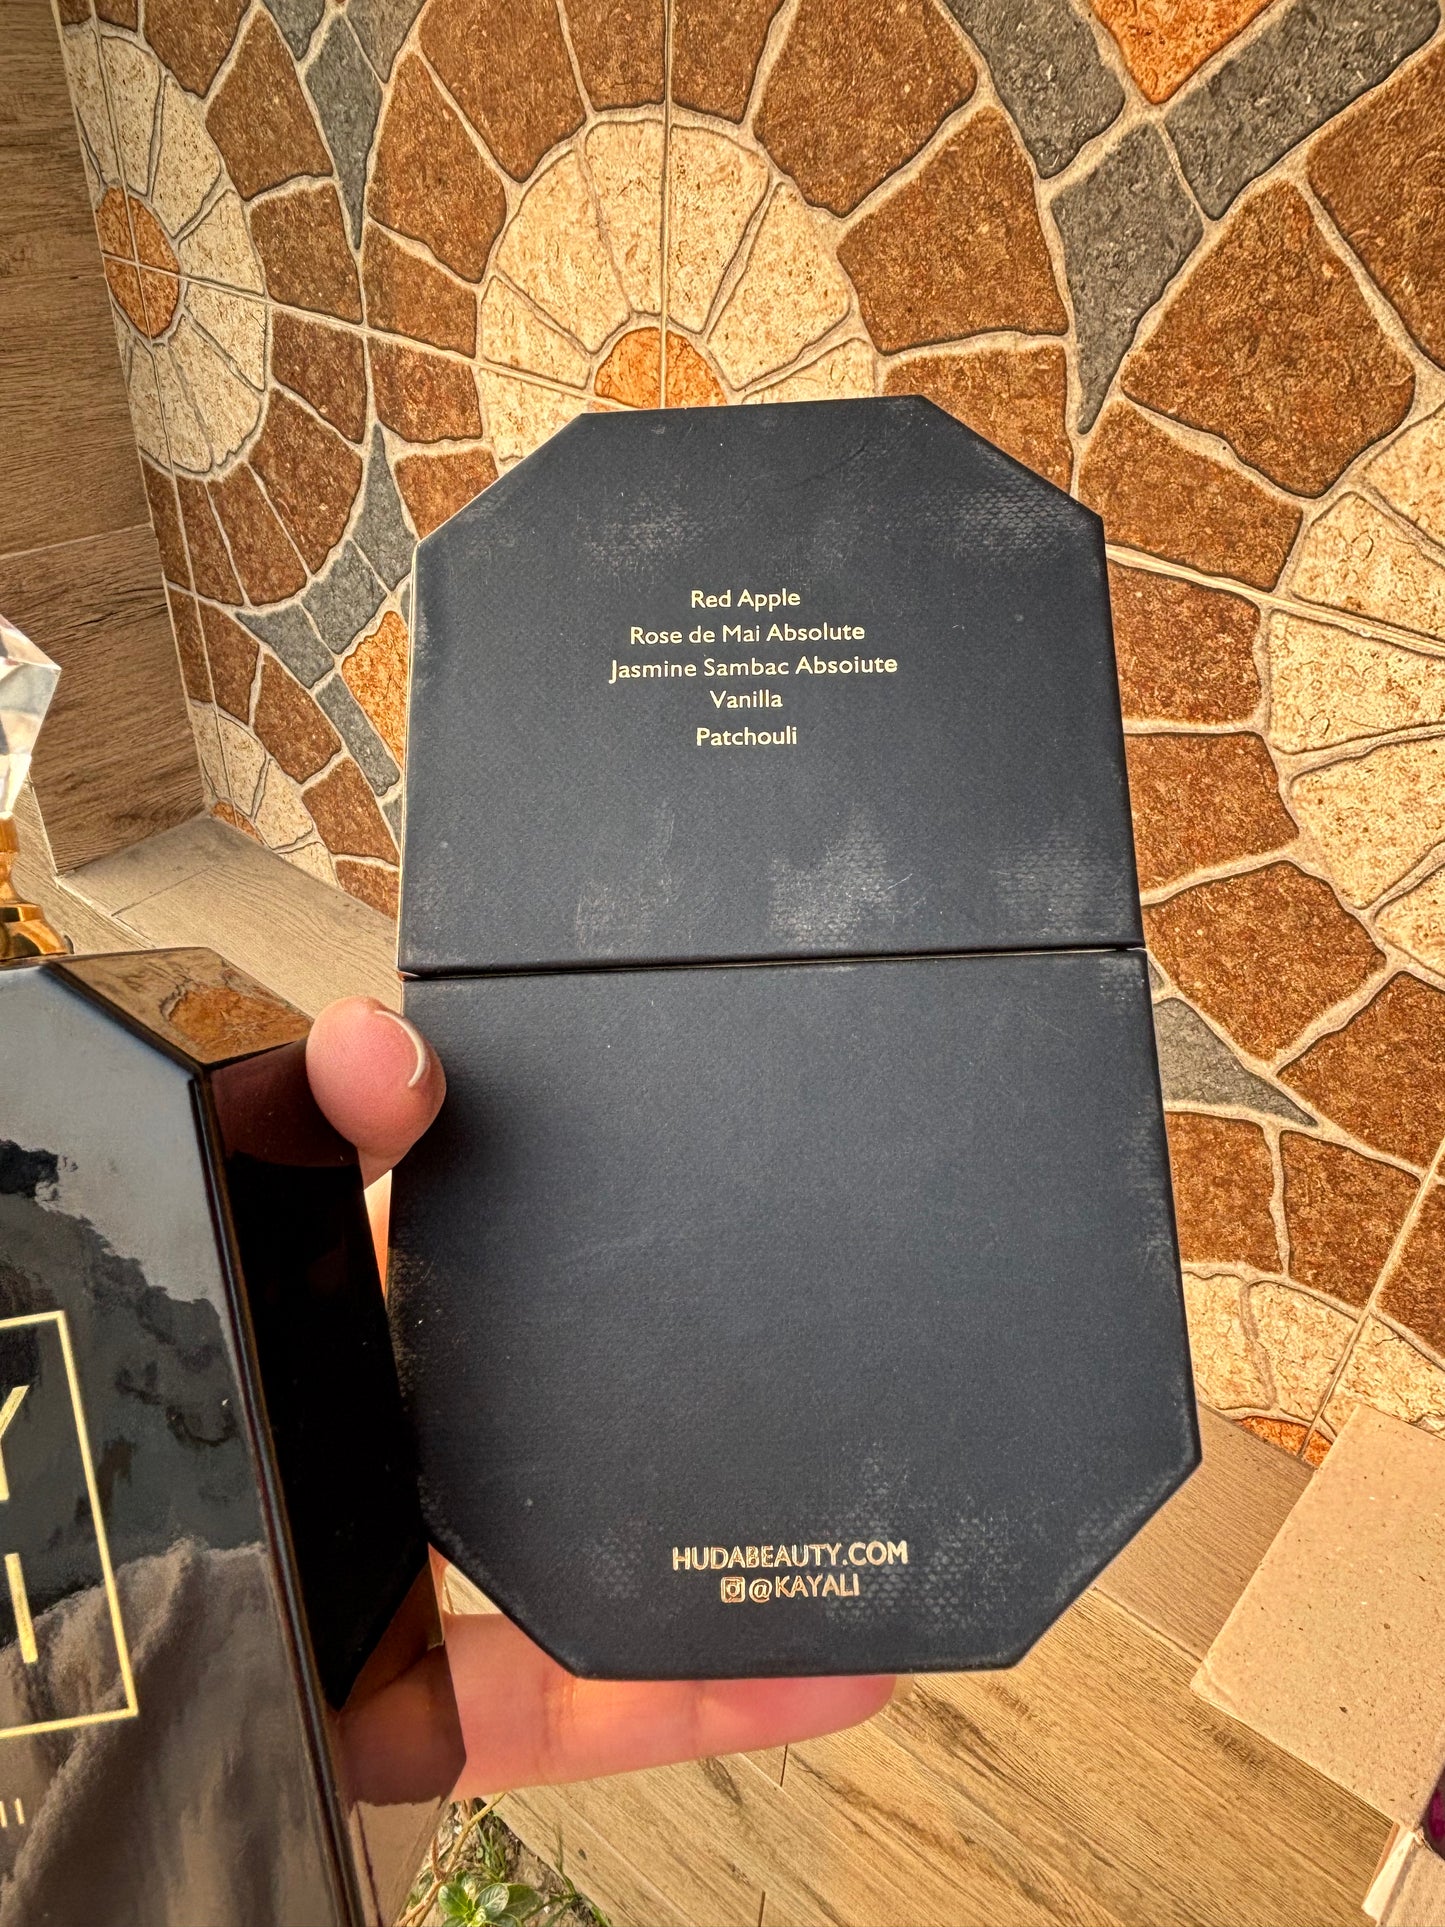 Red Apple
Rose de Mai Absolute
Jasmine Sambac Absoiute
Vanilla
Patchouli
HUDABEAUTY.COM
@KAYALI